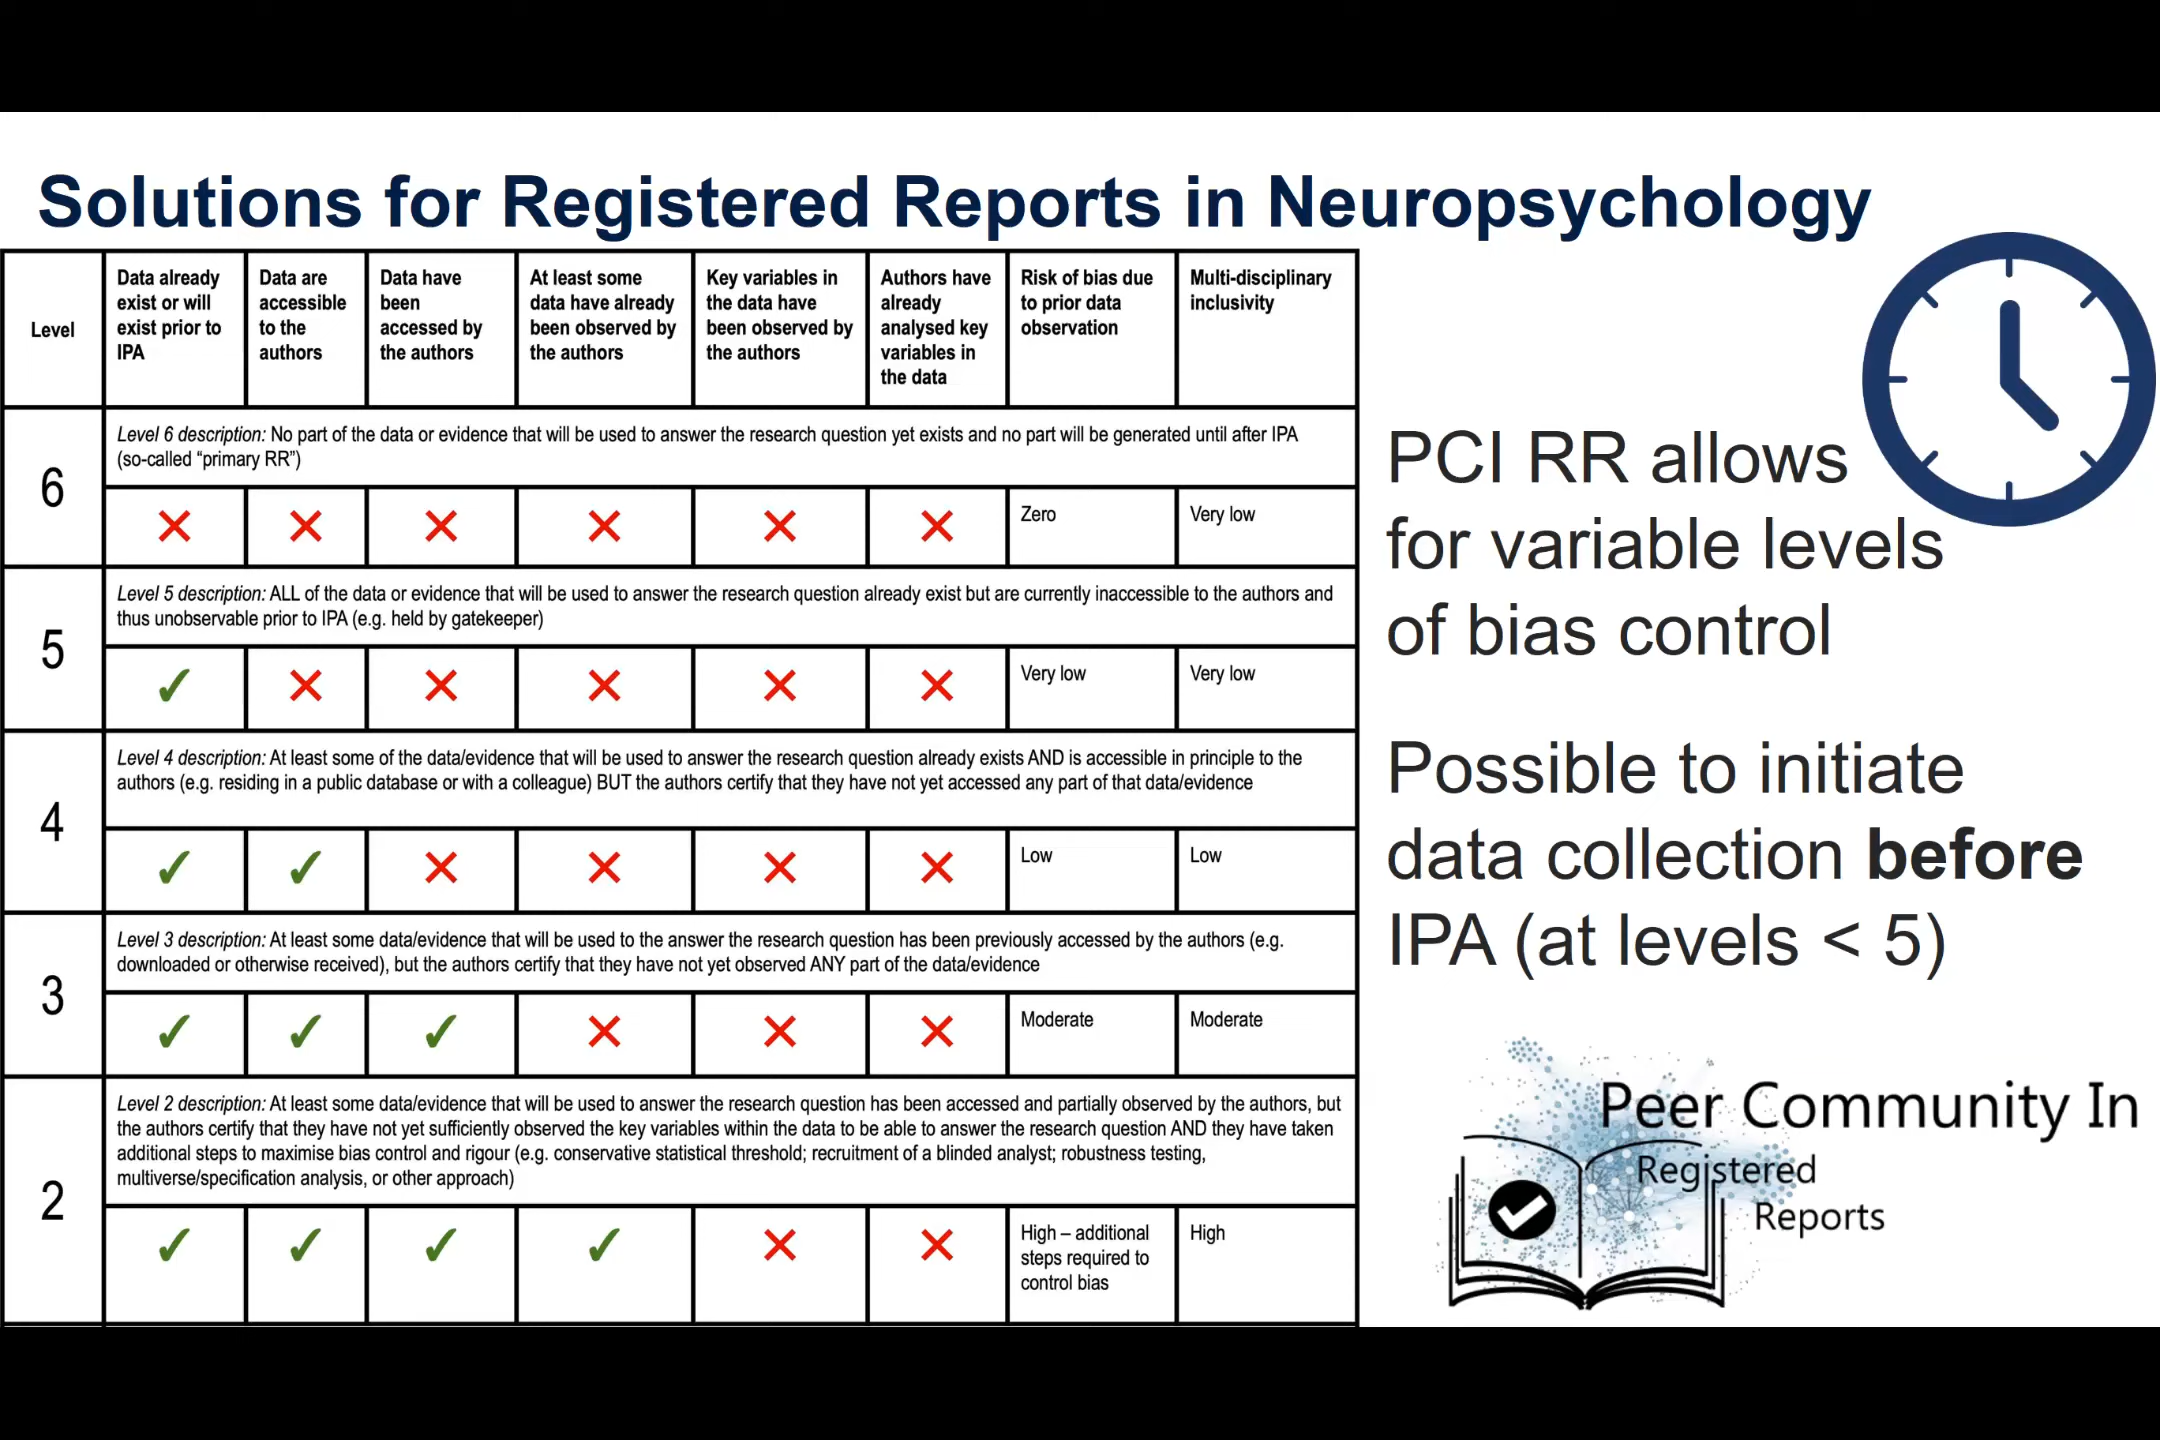 Solutions for Registered Reports in Neuropsychology
Level
Data already
exist or will
exist prior to
IPA
Data are
accessible
to the
authors
Data have
been
accessed by
the authors
At least some
data have already
been observed by
the authors
Key variables in
the data have
been observed by
the authors
Authors have
already
analysed key
variables in
the data
Risk of bias due
to prior data
observation
Multi-disciplinary
inclusivity
6
Level 6 description: No part of the data or evidence that will be used to answer the research question yet exists and no part will be generated until after IPA
(so-called “primary RR”)
Zero
Very low
5
Level 5 description: ALL of the data or evidence that will be used to answer the research question already exist but are currently inaccessible to the authors and
thus unobservable prior to IPA (e.g. held by gatekeeper)
Very low
Very low
4
Level 4 description: At least some of the data/evidence that will be used to answer the research question already exists AND is accessible in principle to the
authors (e.g. residing in a public database or with a colleague) BUT the authors certify that they have not yet accessed any part of that data/evidence
Low
Low
3
Level 3 description: At least some data/evidence that will be used to the answer the research question has been previously accessed by the authors (e.g.
downloaded or otherwise received), but the authors certify that they have not yet observed ANY part of the data/evidence
Moderate
Moderate
2
Level 2 description: At least some data/evidence that will be used to answer the research question has been accessed and partially observed by the authors, but
the authors certify that they have not yet sufficiently observed the key variables within the data to be able to answer the research question AND they have taken
additional steps to maximise bias control and rigour (e.g. conservative statistical threshold; recruitment of a blinded analyst; robustness testing,
multiverse/specification analysis, or other approach)
High – additional
steps required to
control bias
High
PCI RR allows
for variable levels
of bias control
Possible to initiate
data collection before
IPA (at levels < 5)
Peer Community In
Registered
Reports